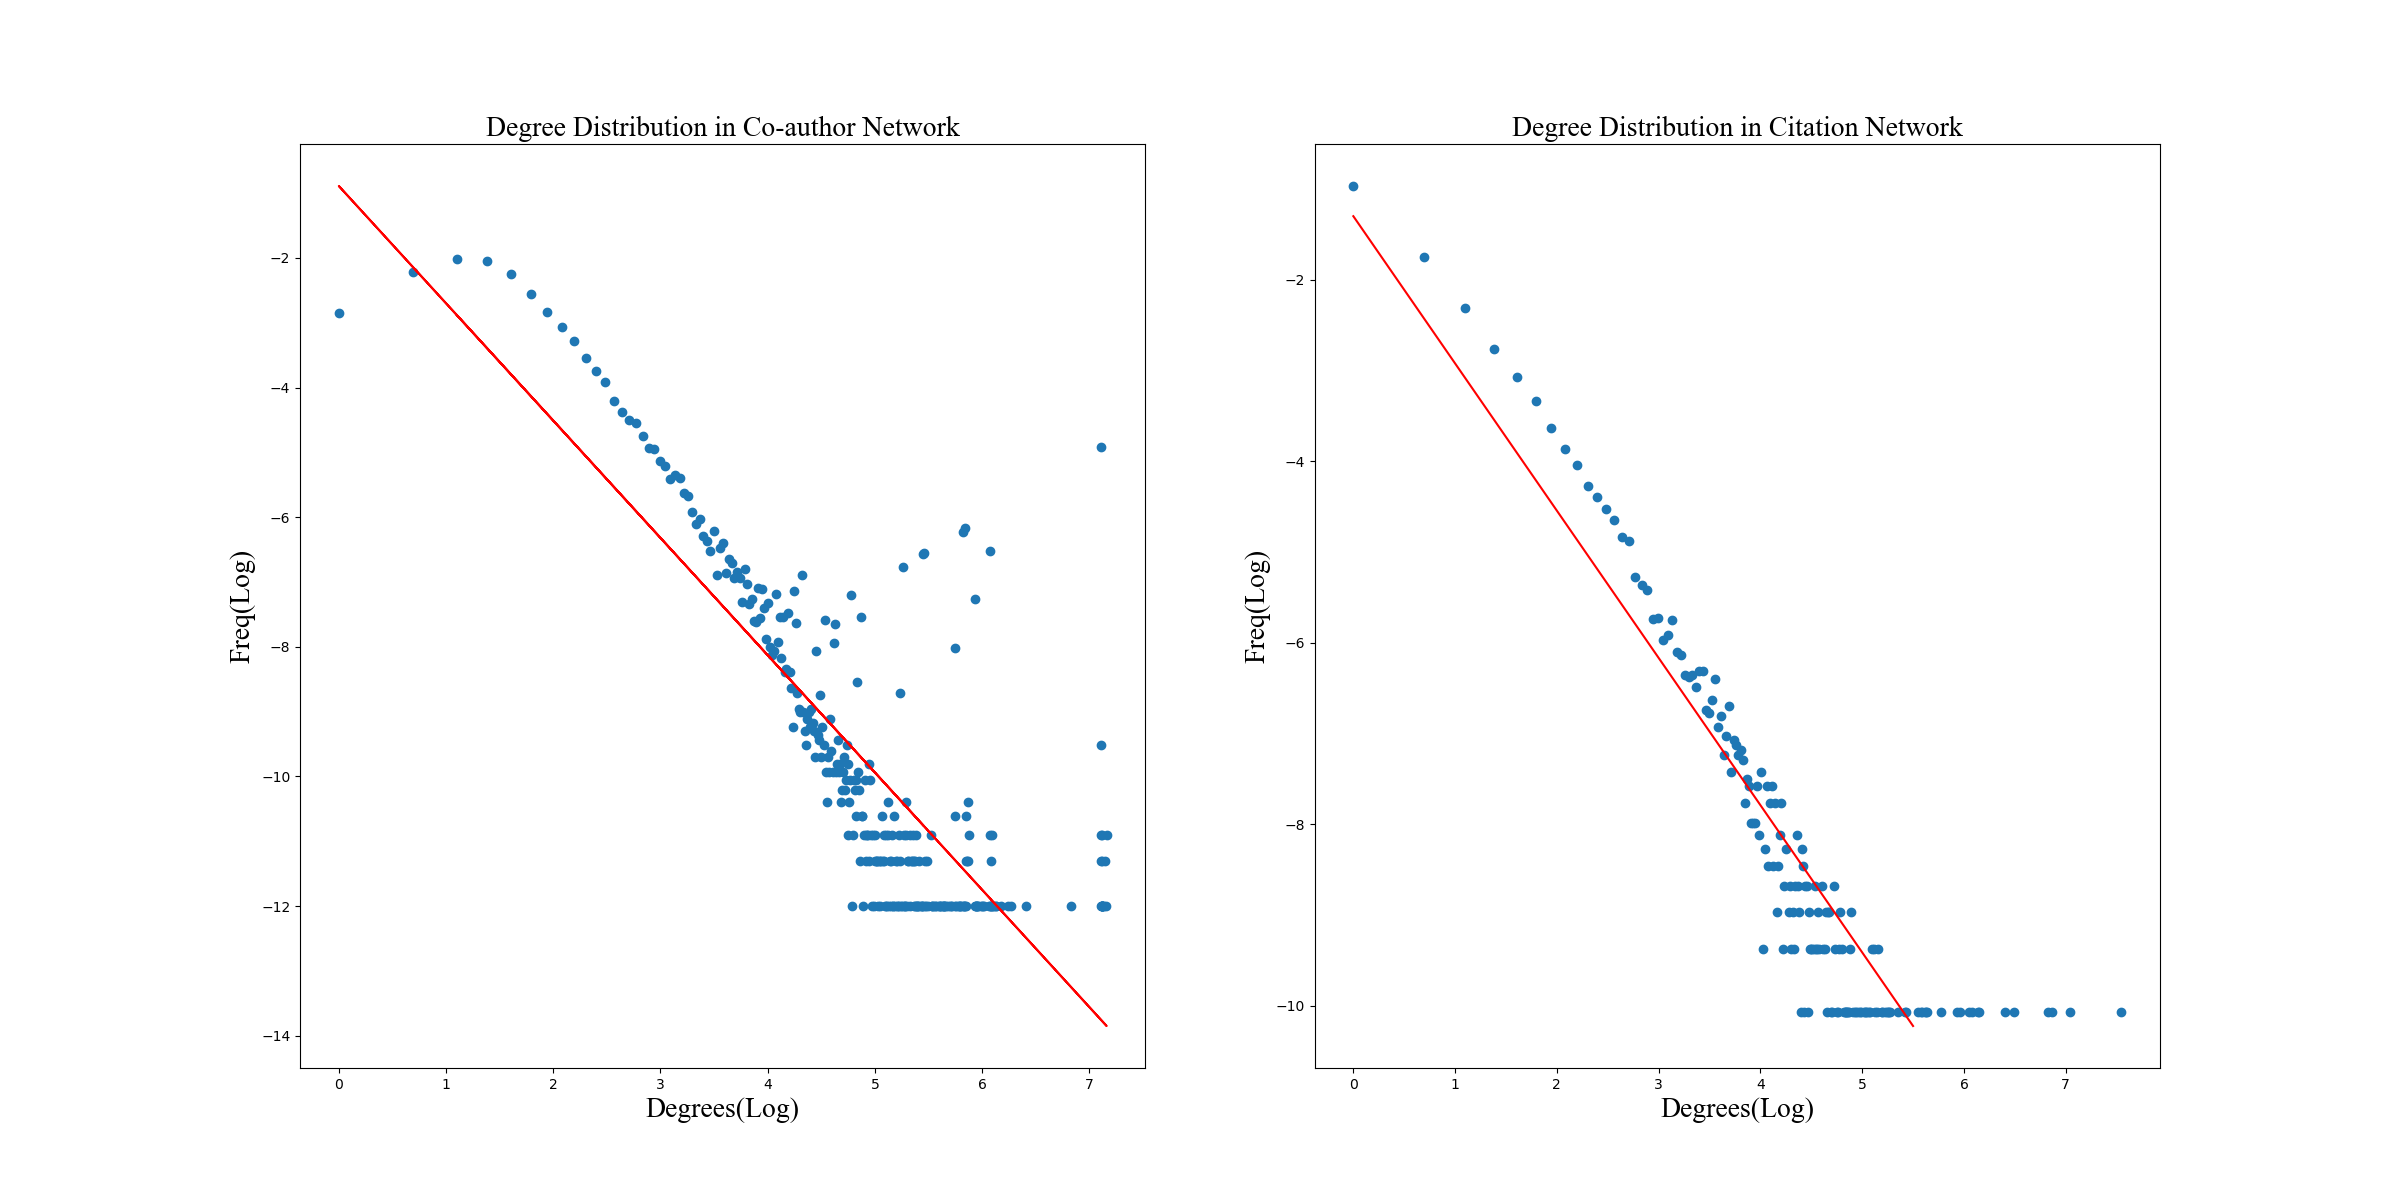 Degree Distribution in Co-author Network
Freq(Log)
−2
−4
−6
−8
−10
−12
−14
0 1 2 3 4 5 6 7
Degrees(Log)
Degree Distribution in Citation Network
Freq(Log)
−2
−4
−6
−8
−10
0 1 2 3 4 5 6 7
Degrees(Log)